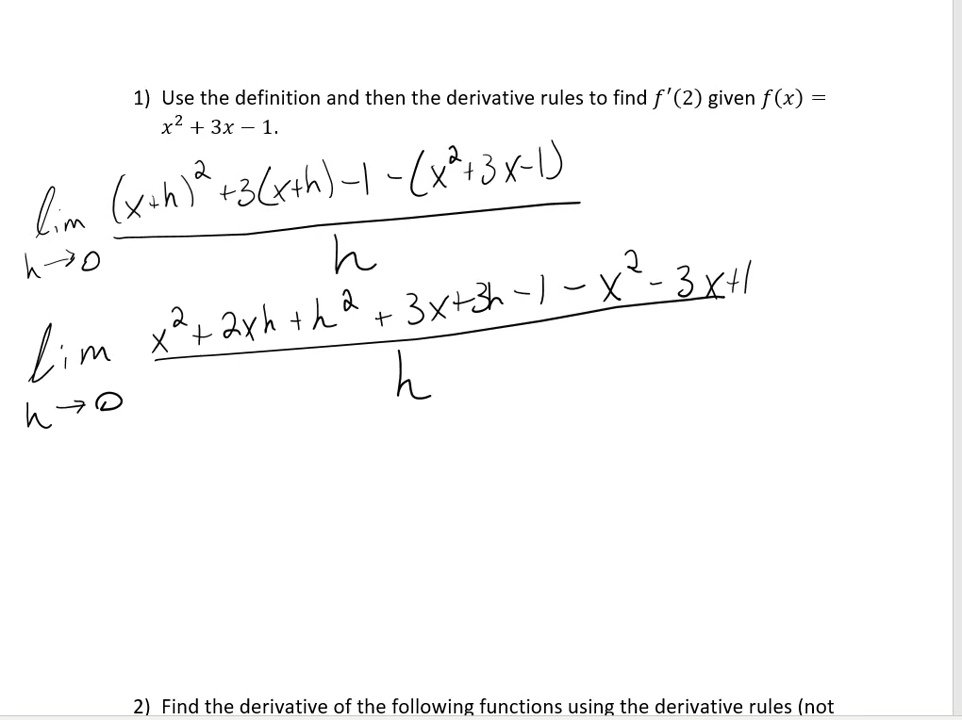 1) Use the definition and then the derivative rules to find f′(2) given f(x) =
x² + 3x − 1.
lim (x+h)² +3(x+h) -1 - (x²+3x-1)
h→0 h
lim x² + 2xh + h² + 3x+3h -1 - x² - 3x+1
h→0 h
2) Find the derivative of the following functions using the derivative rules (not